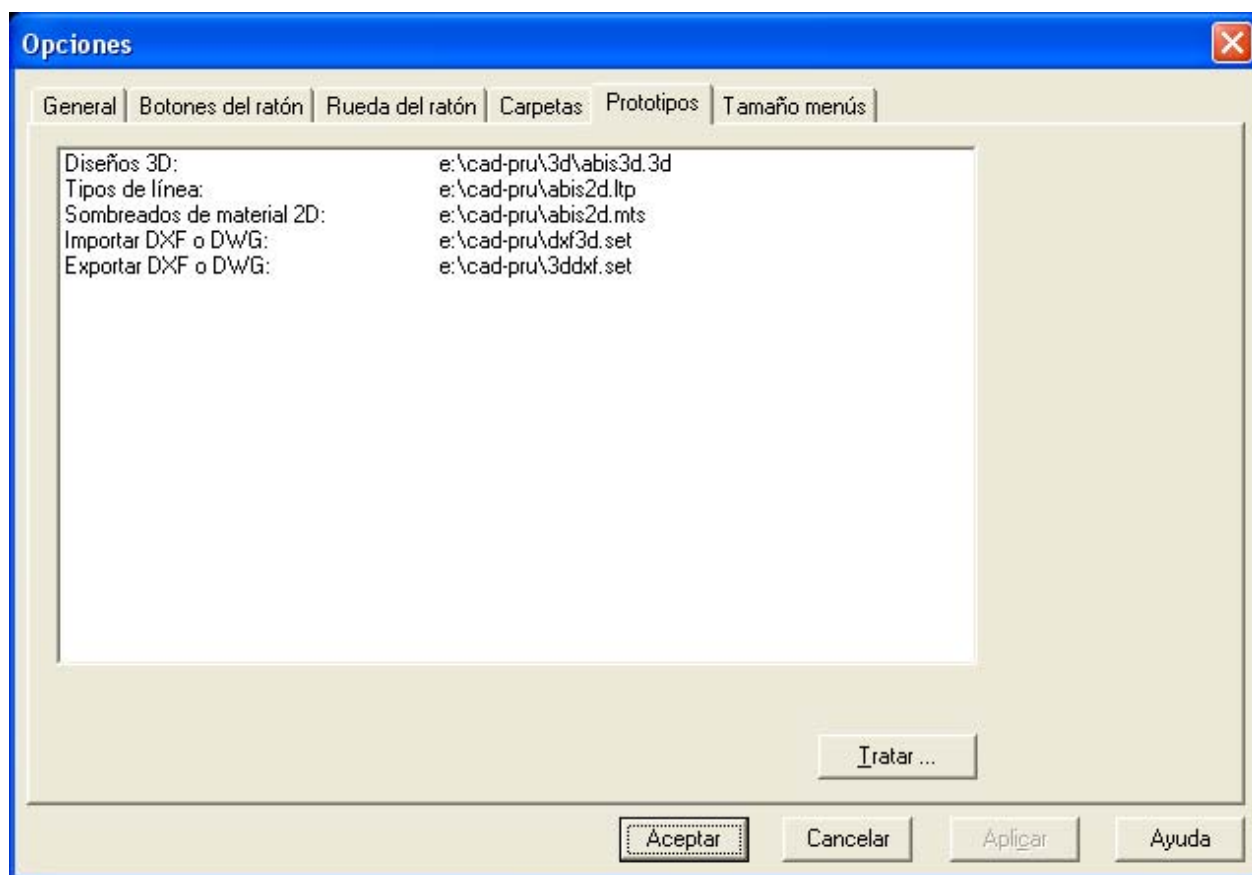 Opciones
General Botones del ratón Rueda del ratón Carpetas Prototipos Tamaño menús
Diseños 3D: e:\cad-pru\3d\abis3d.3d
Tipos de línea: e:\cad-pru\abis2d.ltp
Sombreados de material 2D: e:\cad-pru\abis2d.mts
Importar DXF o DWG: e:\cad-pru\dxf3d.set
Exportar DXF o DWG: e:\cad-pru\3ddxf.set
Tratar ...
Aceptar Cancelar Aplicar Ayuda